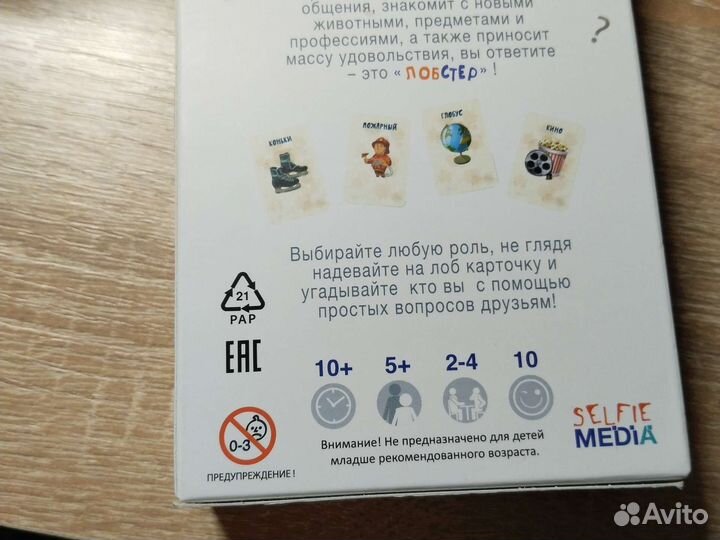 общения, знакомит с новыми
животными, предметами и
профессиями, а также приносит
массу удовольствия, вы ответите
– это « ЛОБСТЕР» !
?
КОНЬКИ
ПОЖАРНЫЙ
ГЛОБУС
КИНО
Выбирайте любую роль, не глядя
надевайте на лоб карточку и
угадывайте кто вы с помощью
простых вопросов друзьям!
21
PAP
EAC
10+ 5+ 2-4 10
0-3
ПРЕДУПРЕЖДЕНИЕ !
Внимание! Не предназначено для детей
младше рекомендованного возраста.
SELFIE
MEDIA
Avito